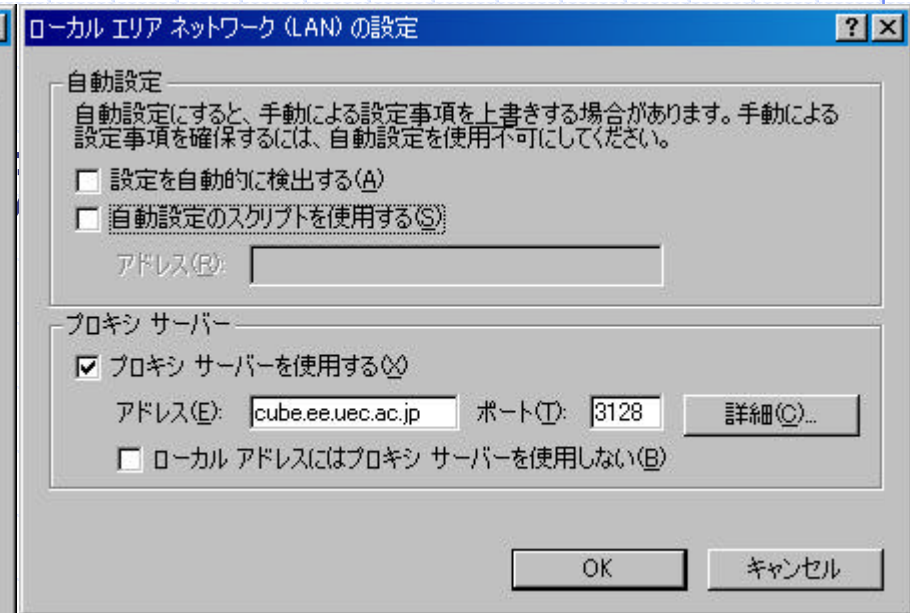 ローカル エリア ネットワーク (LAN) の設定
自動設定
自動設定にすると、手動による設定事項を上書きする場合があります。手動による
設定事項を確保するには、自動設定を使用不可にしてください。
設定を自動的に検出する(A)
自動設定のスクリプトを使用する(S)
アドレス(R):
プロキシ サーバー
プロキシ サーバーを使用する(X)
アドレス(E): cube.ee.uec.ac.jp ポート(T): 3128 詳細(C)...
ローカル アドレスにはプロキシ サーバーを使用しない(B)
OK キャンセル